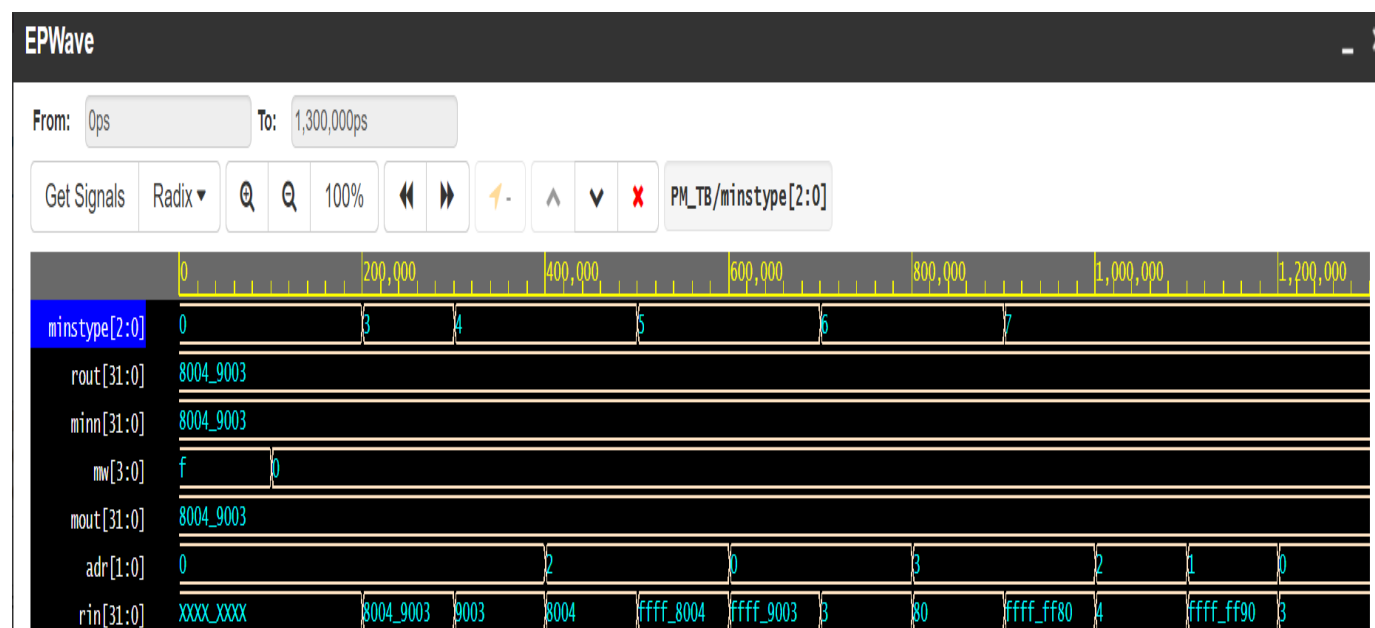 EPWave
From: 0ps To: 1,300,000ps
Get Signals Radix 100% - PM_TB/minstype[2:0]
0 200,000 400,000 600,000 800,000 1,000,000 1,200,000
minstype[2:0] 0 3 4 5 6 7
rout[31:0] 8004_9003
minn[31:0] 8004_9003
mw[3:0] f 0
mout[31:0] 8004_9003
adr[1:0] 0 2 0 3 2 1 0
rin[31:0] XXXX_XXXX 8004_9003 9003 8004 ffff_8004 ffff_9003 3 80 ffff_ff80 4 ffff_ff90 3